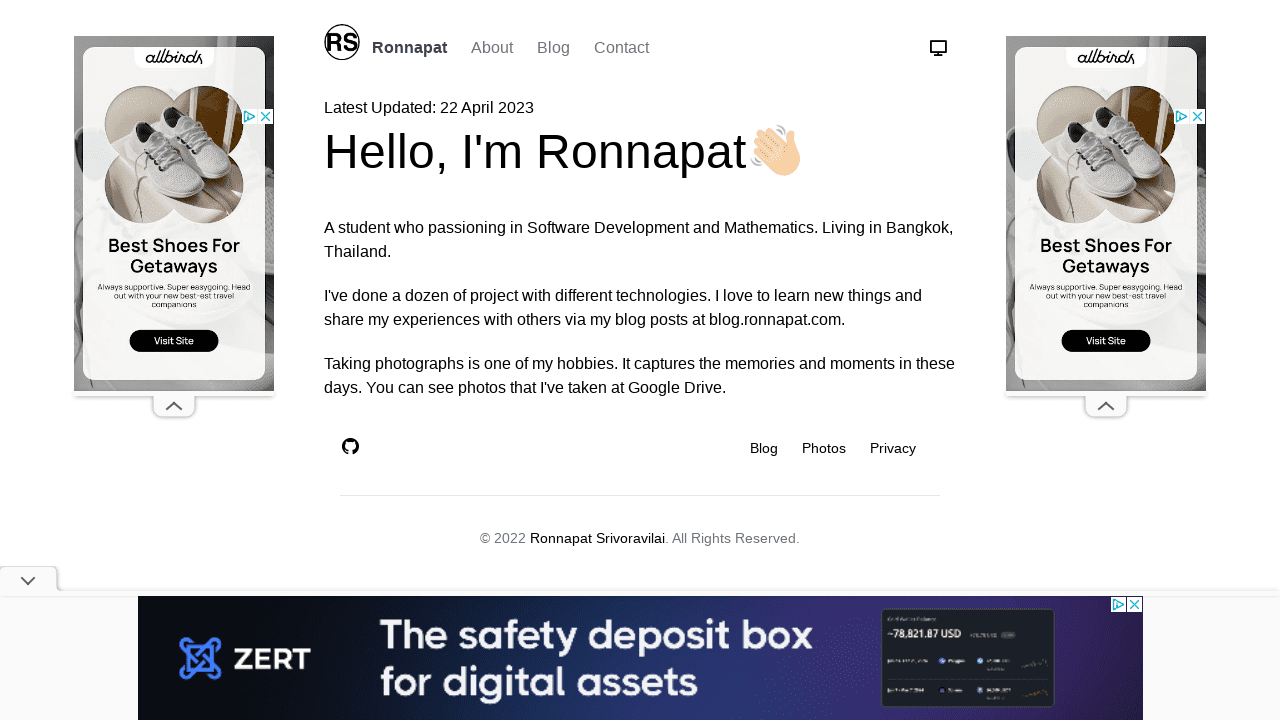 RS
Ronnapat
About
Blog
Contact
Latest Updated: 22 April 2023
Hello, I'm Ronnapat
A student who passioning in Software Development and Mathematics. Living in Bangkok,
Thailand.
I've done a dozen of project with different technologies. I love to learn new things and
share my experiences with others via my blog posts at blog.ronnapat.com.
Taking photographs is one of my hobbies. It captures the memories and moments in these
days. You can see photos that I've taken at Google Drive.
Blog
Photos
Privacy
© 2022 Ronnapat Srivoravilai. All Rights Reserved.
allbirds
Best Shoes For
Getaways
Always supportive. Super easygoing. Head
out with your new best-est travel
companions
Visit Site
allbirds
Best Shoes For
Getaways
Always supportive. Super easygoing. Head
out with your new best-est travel
companions
Visit Site
ZERT
The safety deposit box
for digital assets
~78,821.87 USD